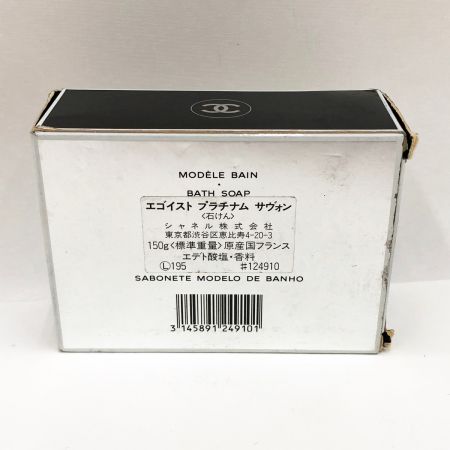 MODÈLE BAIN
BATH SOAP
エゴイスト プラチナム サヴォン
〈石けん〉
シャネル株式会社
東京都渋谷区恵比寿4-20-3
150g〈標準重量〉原産国フランス
エデト酸塩・香料
Ⓛ195 #124910
SABONETE MODELO DE BANHO
3 145891 249101